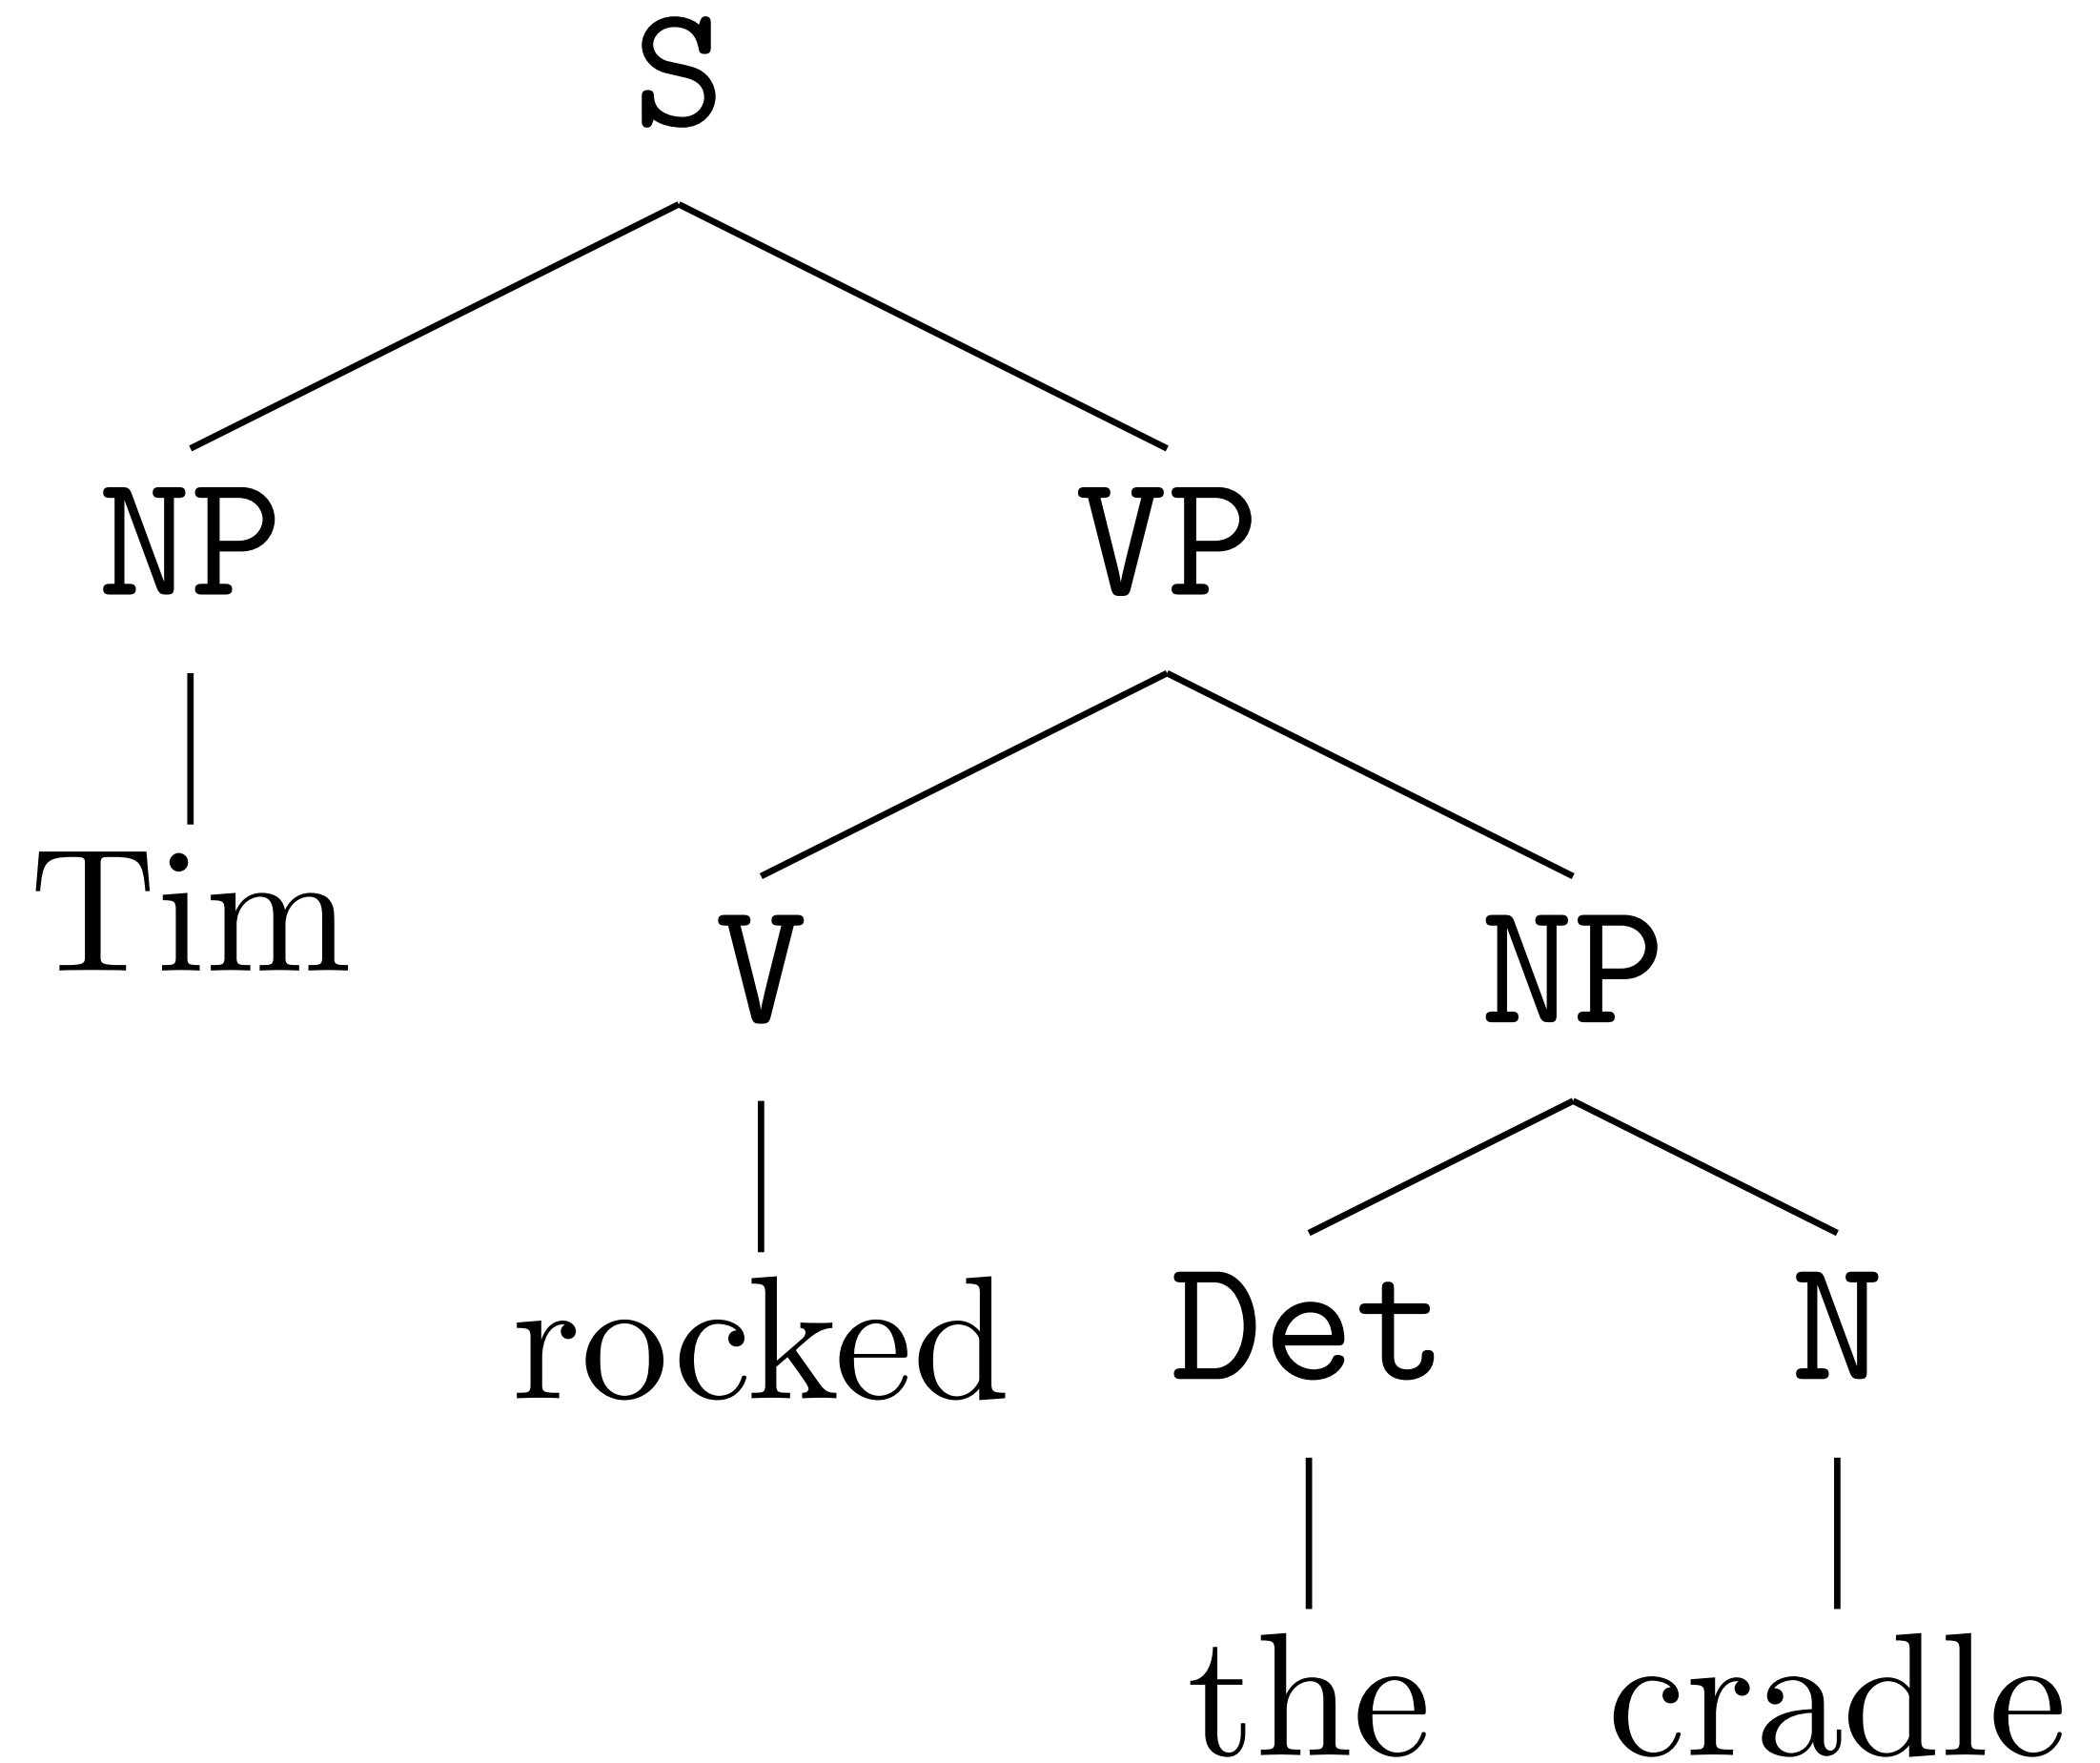 S
NP VP
Tim V NP
rocked Det N
the cradle